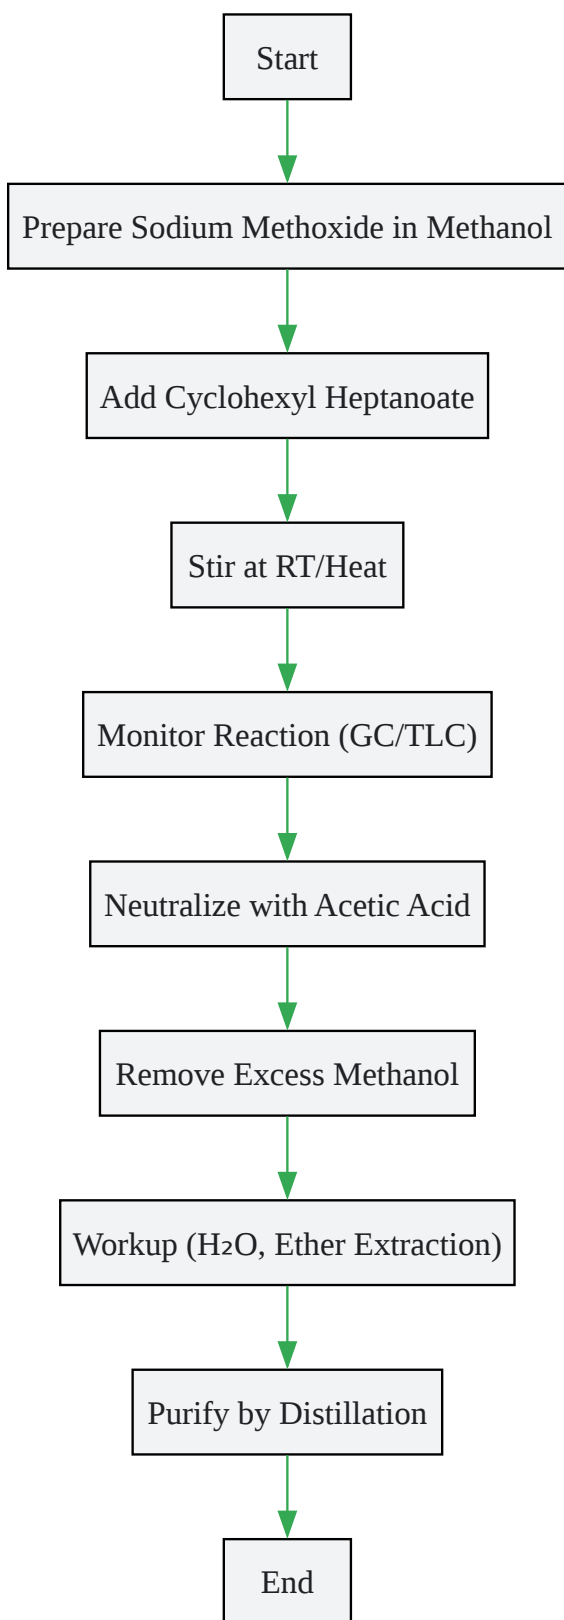 Start
Prepare Sodium Methoxide in Methanol
Add Cyclohexyl Heptanoate
Stir at RT/Heat
Monitor Reaction (GC/TLC)
Neutralize with Acetic Acid
Remove Excess Methanol
Workup (H₂O, Ether Extraction)
Purify by Distillation
End